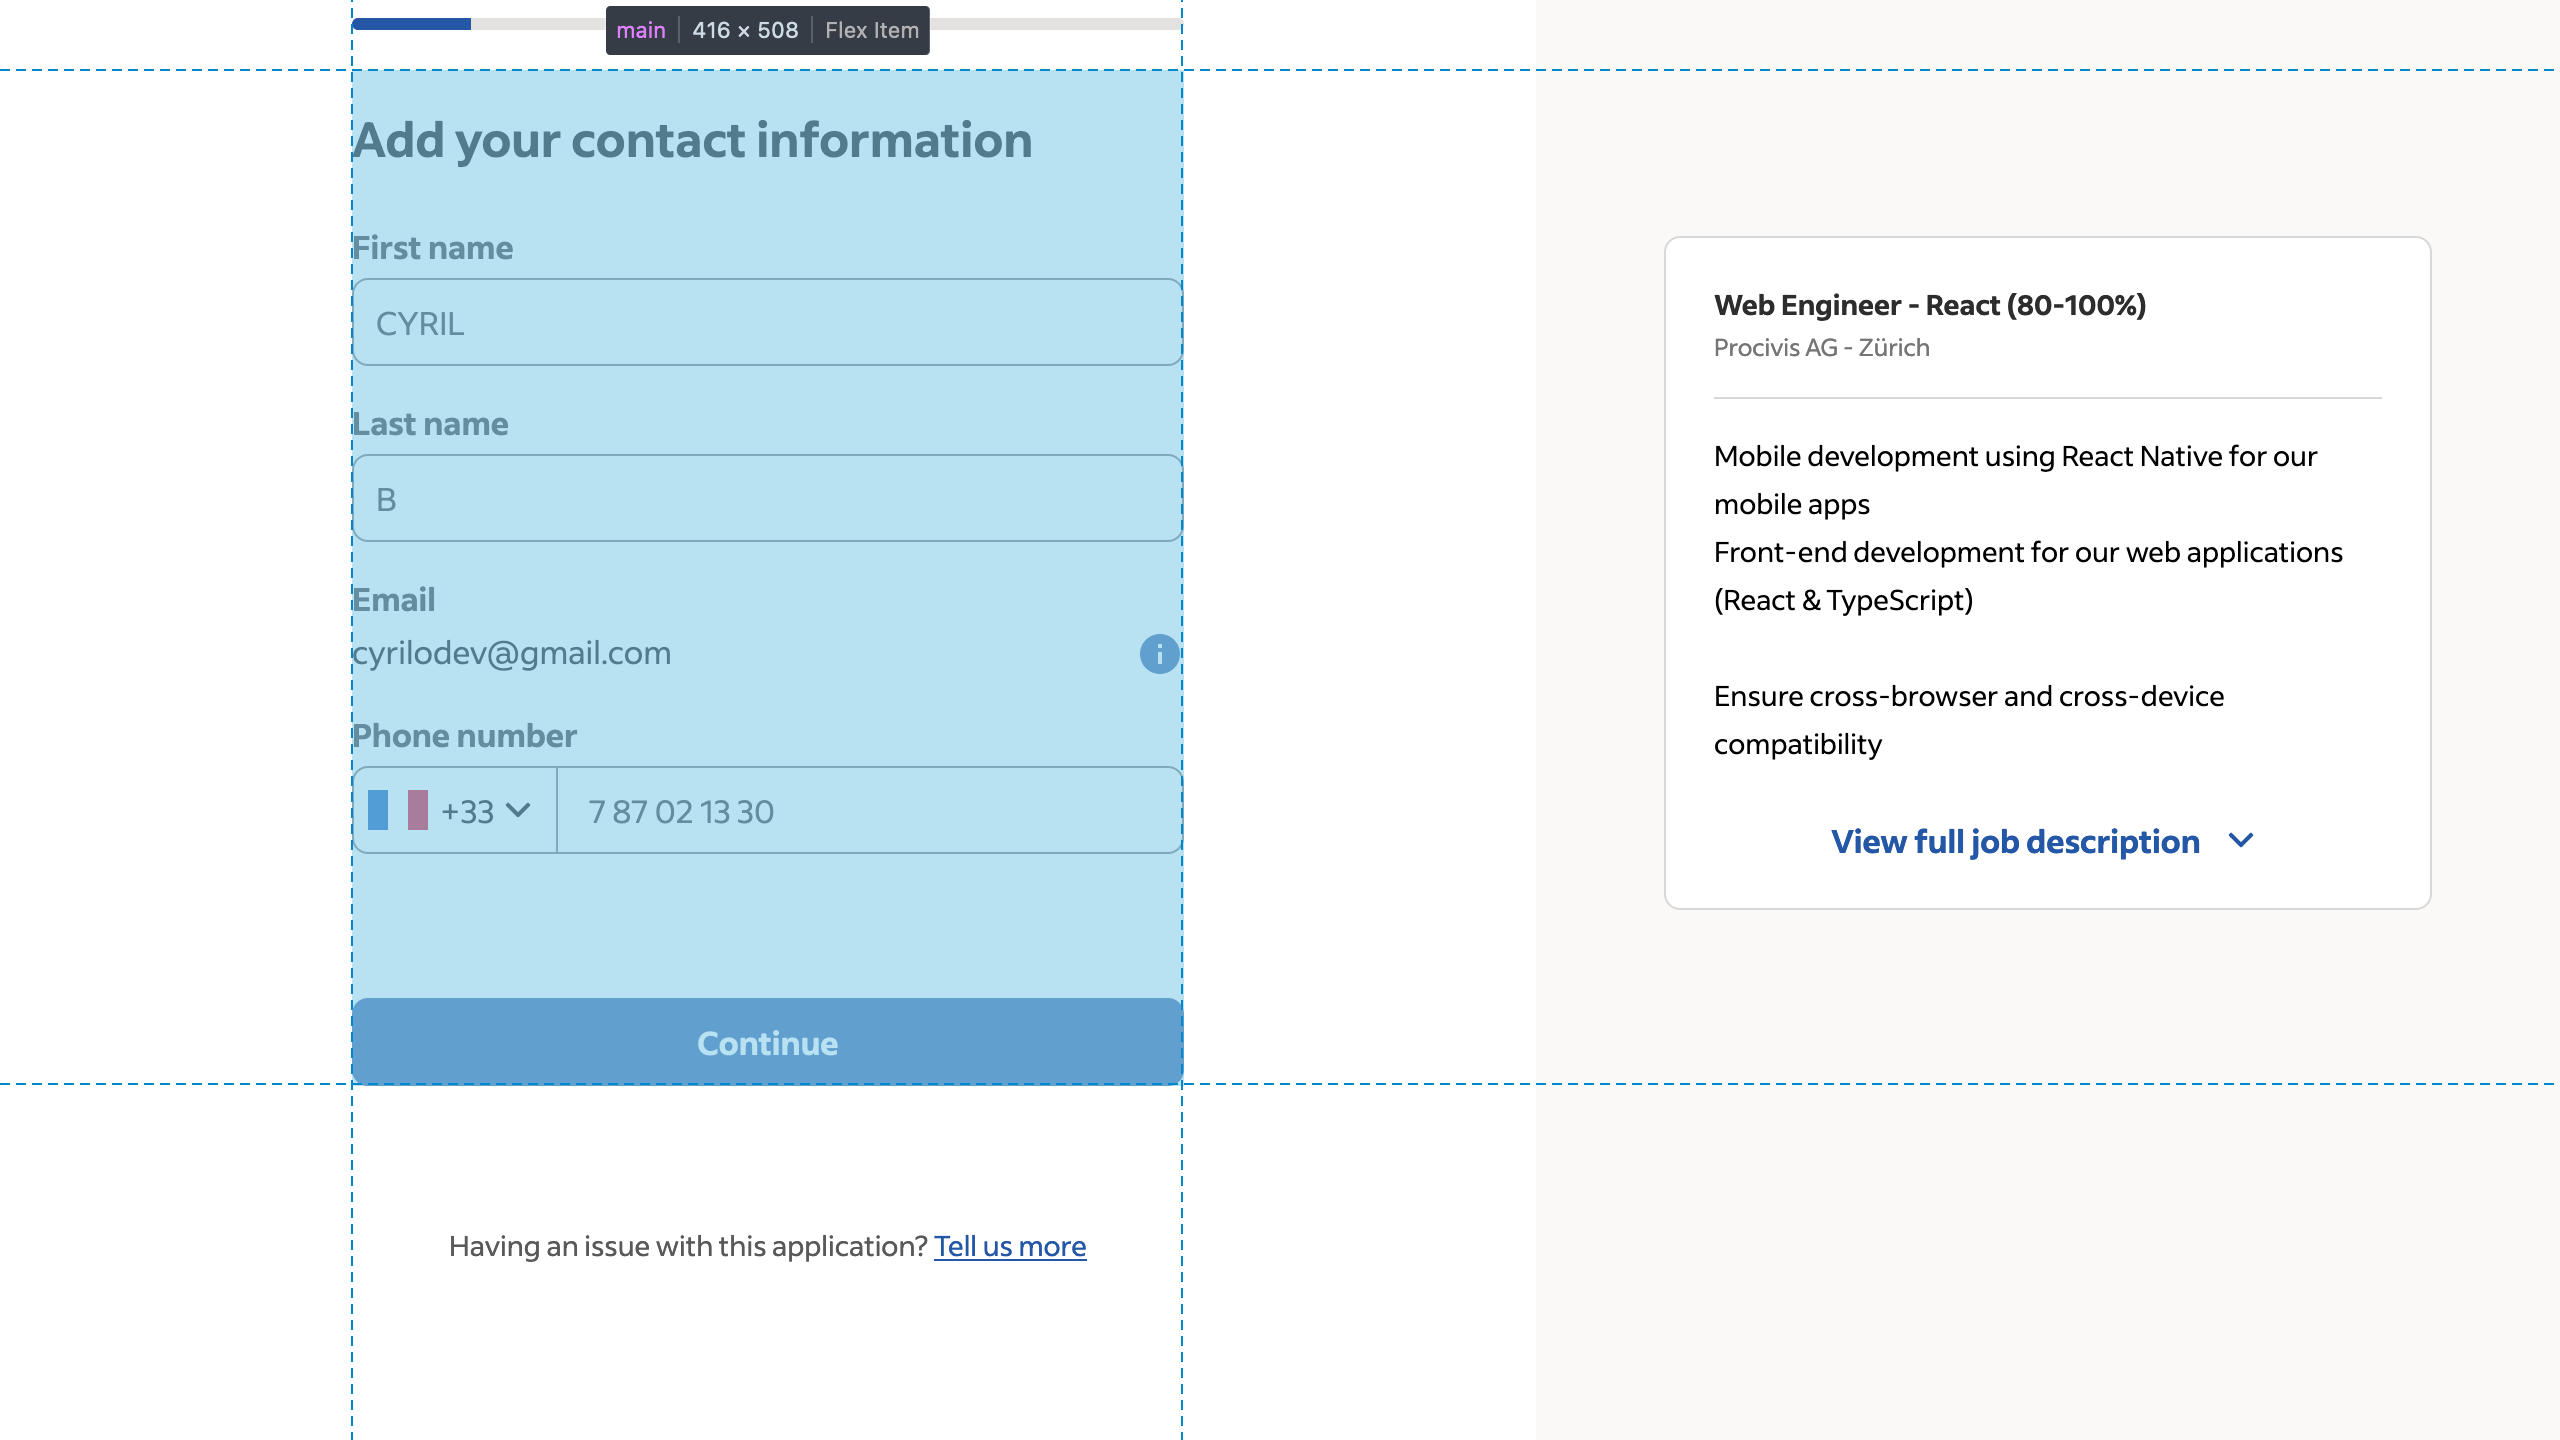 main 416 × 508 Flex Item
Add your contact information
First name
CYRIL
Last name
B
Email
cyrilodev@gmail.com
i
Phone number
+33 7 87 02 13 30
Continue
Having an issue with this application? Tell us more
Web Engineer - React (80-100%)
Procivis AG - Zürich
Mobile development using React Native for our
mobile apps
Front-end development for our web applications
(React & TypeScript)
Ensure cross-browser and cross-device
compatibility
View full job description